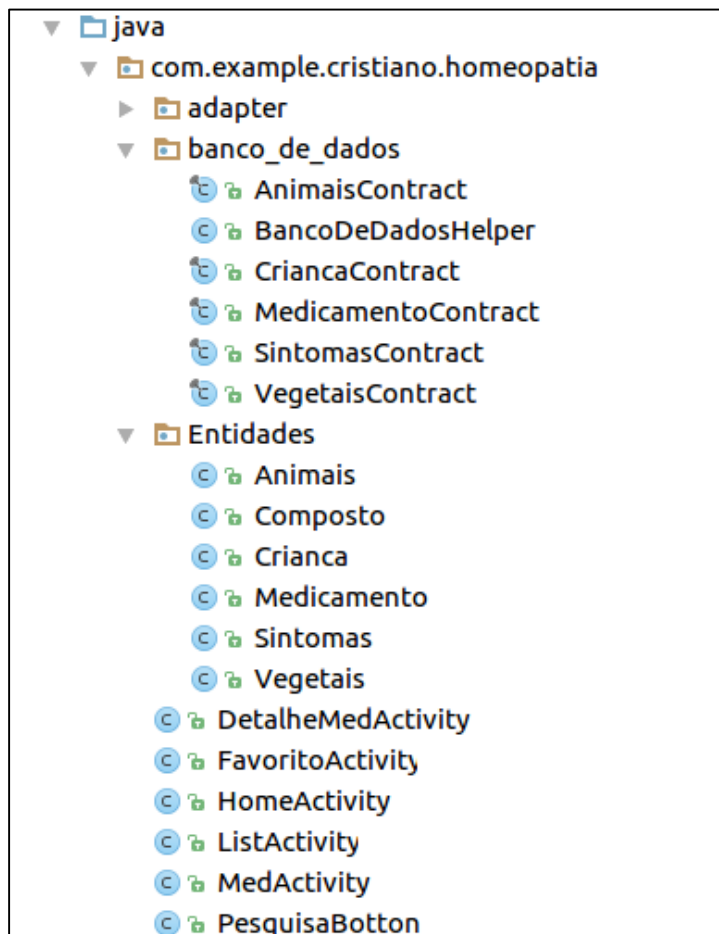 java
com.example.cristiano.homeopatia
adapter
banco_de_dados
AnimaisContract
BancoDeDadosHelper
CriancaContract
MedicamentoContract
SintomasContract
VegetaisContract
Entidades
Animais
Composto
Crianca
Medicamento
Sintomas
Vegetais
DetalheMedActivity
FavoritoActivity
HomeActivity
ListActivity
MedActivity
PesquisaBotton